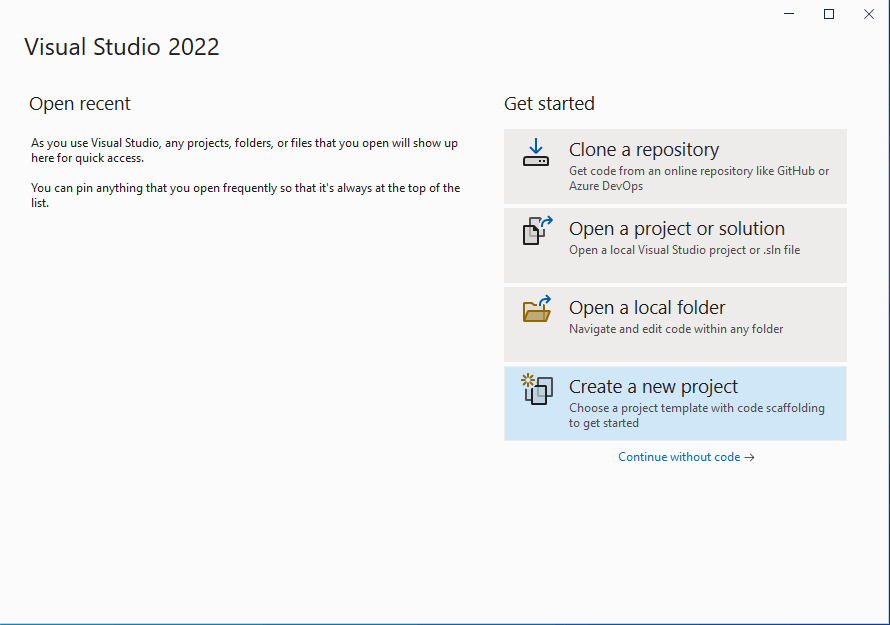 Visual Studio 2022
Open recent
As you use Visual Studio, any projects, folders, or files that you open will show up
here for quick access.
You can pin anything that you open frequently so that it's always at the top of the
list.
Get started
Clone a repository
Get code from an online repository like GitHub or
Azure DevOps
Open a project or solution
Open a local Visual Studio project or .sln file
Open a local folder
Navigate and edit code within any folder
Create a new project
Choose a project template with code scaffolding
to get started
Continue without code →